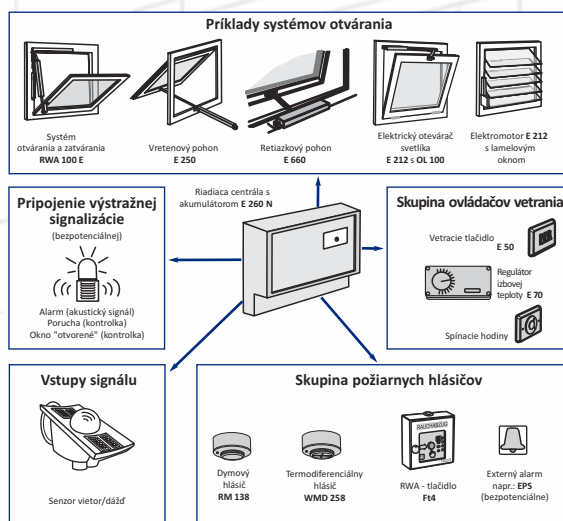 Príklady systémov otvárania
Systém
otvárania a zatvárania
RWA 100 E
Vretenový pohon
E 250
Retiazkový pohon
E 660
Elektrický otevárač
svetlíka
E 212 s OL 100
Elektromotor E 212
s lamelovým
oknom
Riadiaca centrála s
akumulátorom E 260 N
Pripojenie výstražnej
signalizácie
(bezpotenciálnej)
Alarm (akustický signál)
Porucha (kontrolka)
Okno "otvorené" (kontrolka)
Skupina ovládačov vetrania
Vetracie tlačidlo
E 50
Regulátor
izbovej
teploty E 70
Spínacie hodiny
Vstupy signálu
Senzor vietor/dážď
Skupina požiarnych hlásičov
Dymový
hlásič
RM 138
Termodiferenciálny
hlásič
WMD 258
RAUCHABZUG
RWA - tlačidlo
Ft4
Externý alarm
napr.: EPS
(bezpotenciálne)